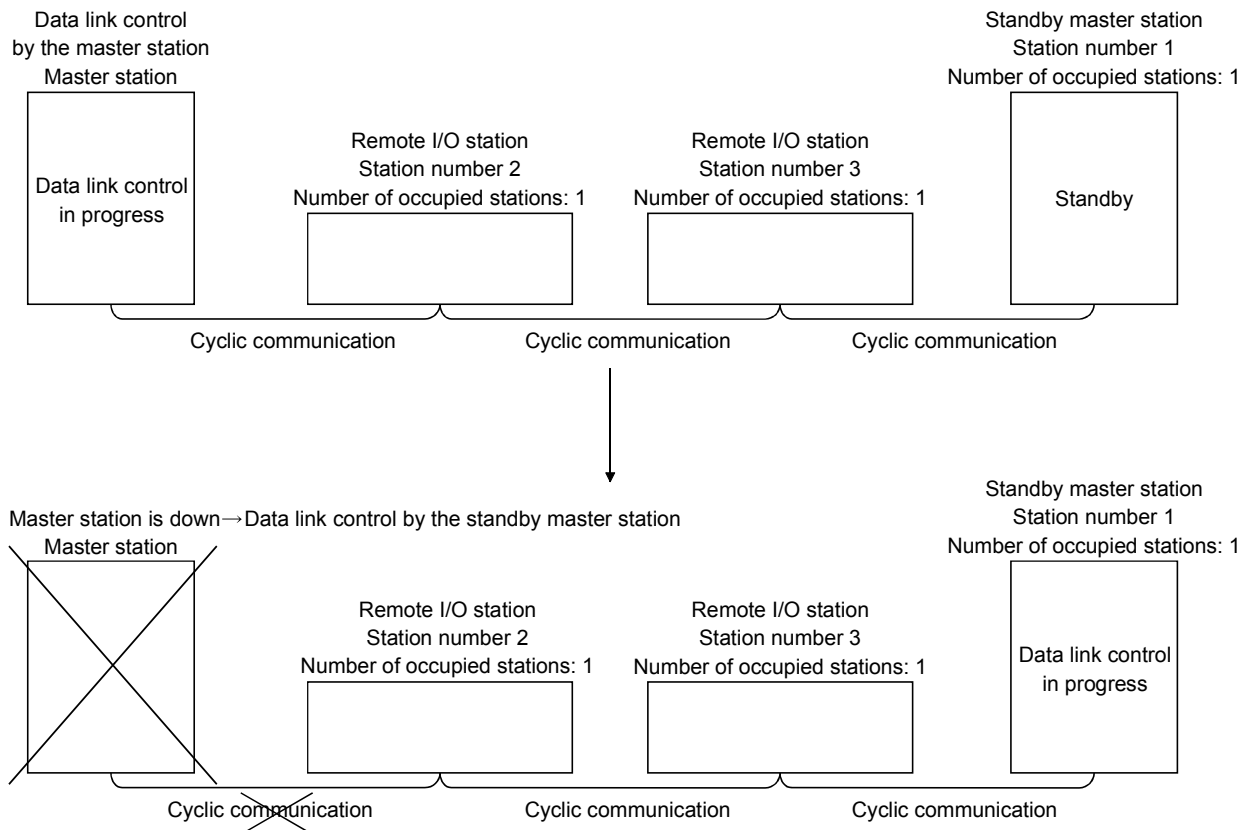 Data link control
by the master station
Master station
Data link control
in progress
Remote I/O station
Station number 2
Number of occupied stations: 1
Remote I/O station
Station number 3
Number of occupied stations: 1
Standby master station
Station number 1
Number of occupied stations: 1
Standby
Cyclic communication
Cyclic communication
Cyclic communication
Master station is down→Data link control by the standby master station
Master station
Remote I/O station
Station number 2
Number of occupied stations: 1
Remote I/O station
Station number 3
Number of occupied stations: 1
Standby master station
Station number 1
Number of occupied stations: 1
Data link control
in progress
Cyclic communication
Cyclic communication
Cyclic communication